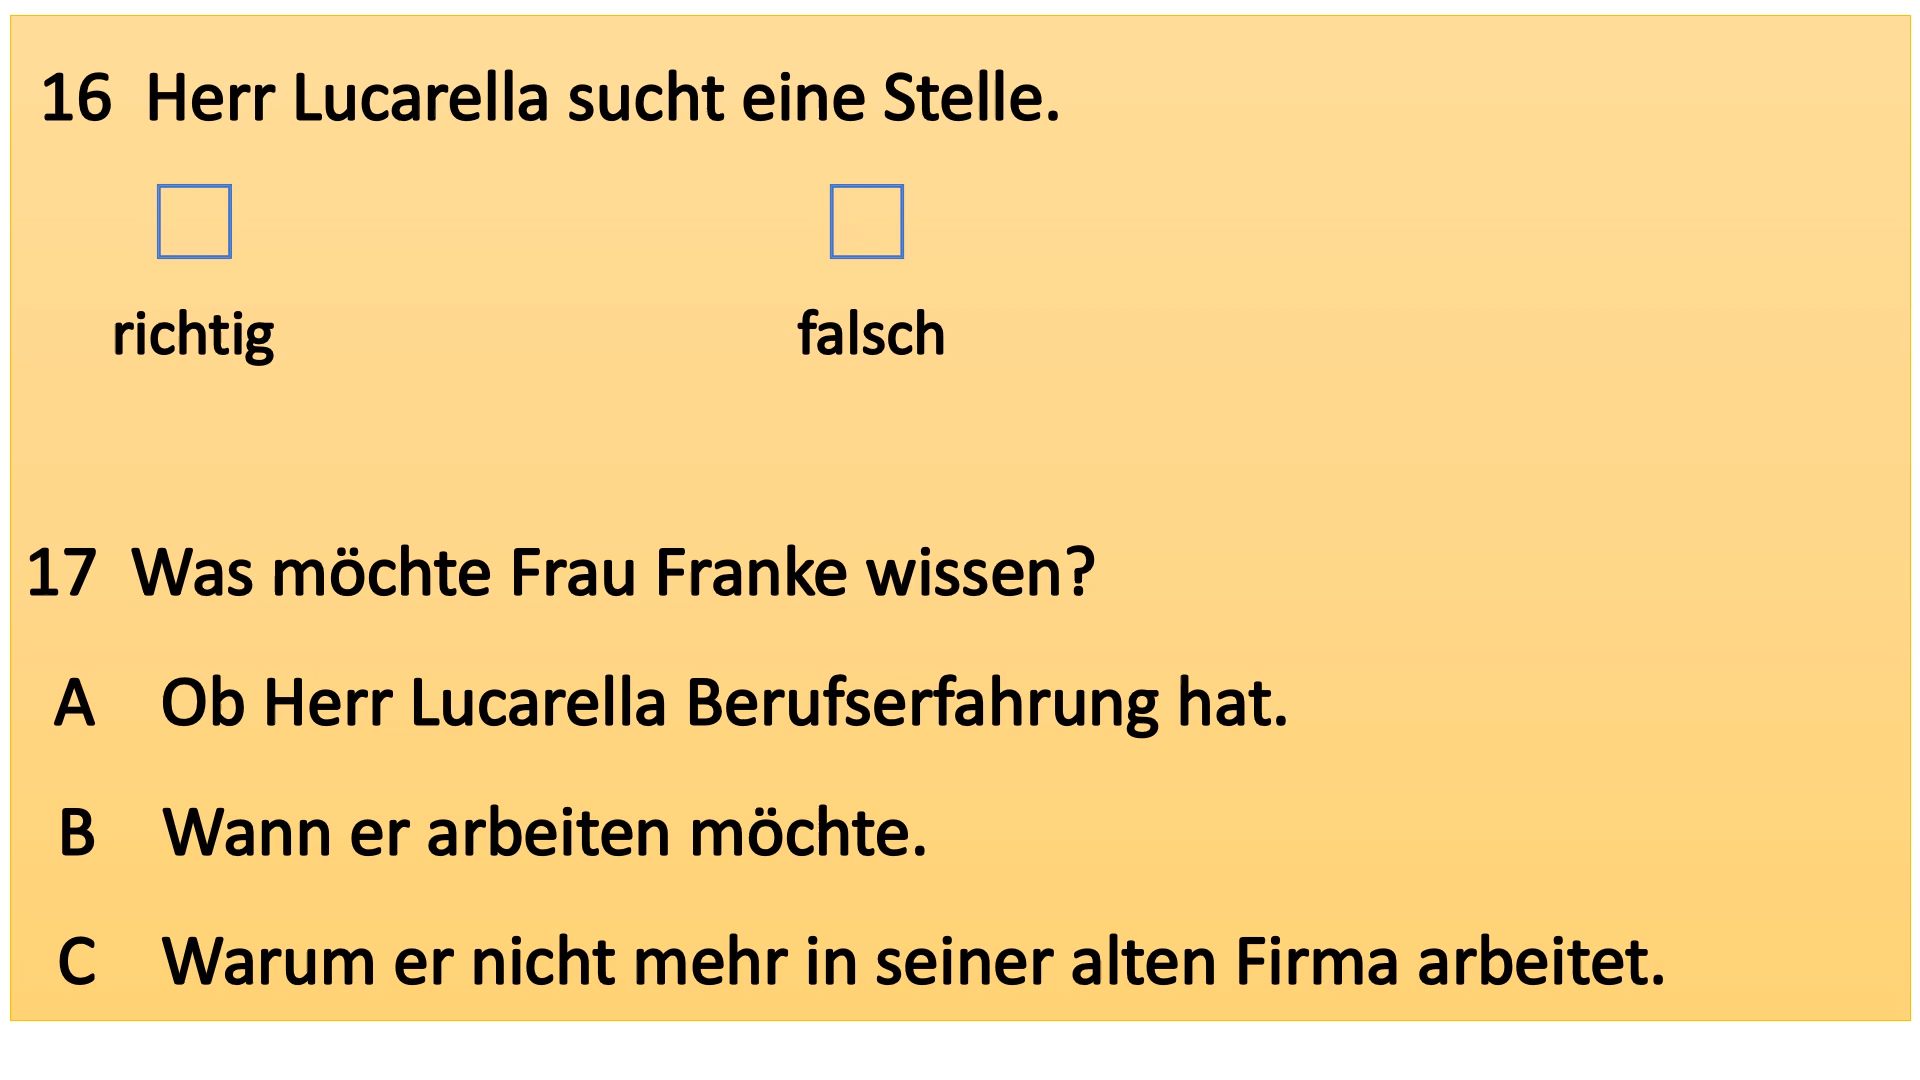 16 Herr Lucarella sucht eine Stelle.
richtig falsch
17 Was möchte Frau Franke wissen?
A Ob Herr Lucarella Berufserfahrung hat.
B Wann er arbeiten möchte.
C Warum er nicht mehr in seiner alten Firma arbeitet.